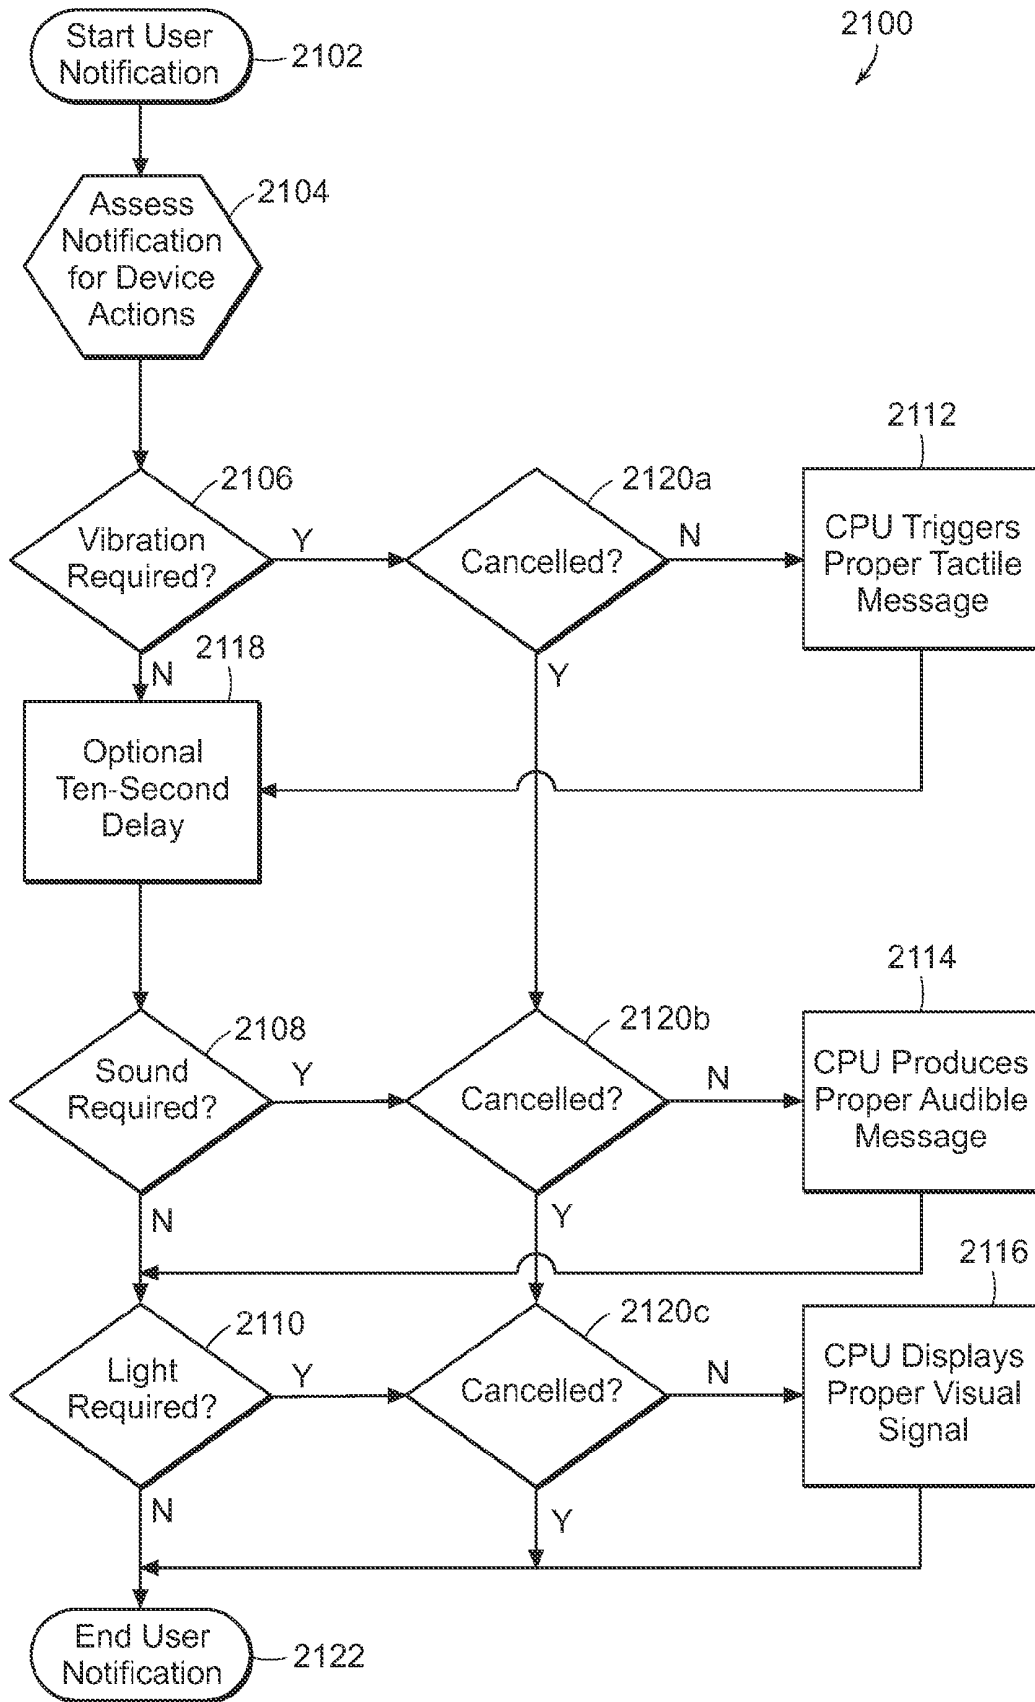 Start User
Notification
2102
2100
Assess
Notification
for Device
Actions
2104
Vibration
Required?
2106
Y
N
Cancelled?
2120a
N
Y
2112
CPU Triggers
Proper Tactile
Message
2118
Optional
Ten-Second
Delay
Sound
Required?
2108
Y
N
Cancelled?
2120b
N
Y
2114
CPU Produces
Proper Audible
Message
Light
Required?
2110
Y
N
Cancelled?
2120c
N
Y
2116
CPU Displays
Proper Visual
Signal
End User
Notification
2122